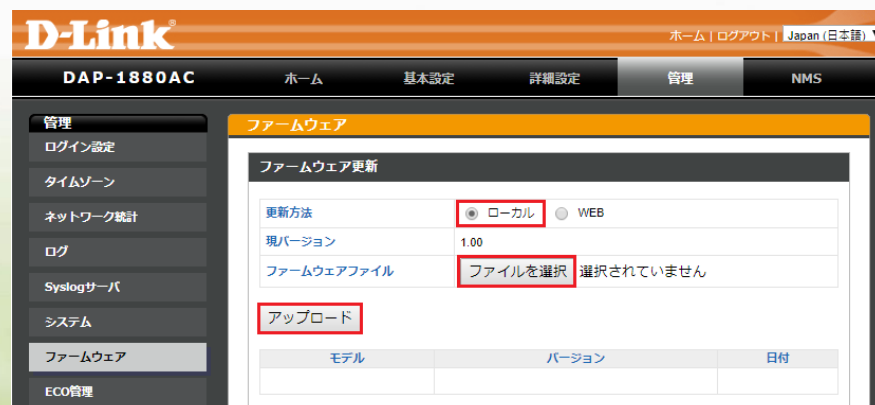 D-Link®
ホーム | ログアウト | Japan (日本語)
DAP-1880AC ホーム 基本設定 詳細設定 管理 NMS
管理
ログイン設定
タイムゾーン
ネットワーク統計
ログ
Syslogサーバ
システム
ファームウェア
ECO管理
ファームウェア
ファームウェア更新
更新方法 ローカル WEB
現バージョン 1.00
ファームウェアファイル ファイルを選択 選択されていません
アップロード
モデル バージョン 日付